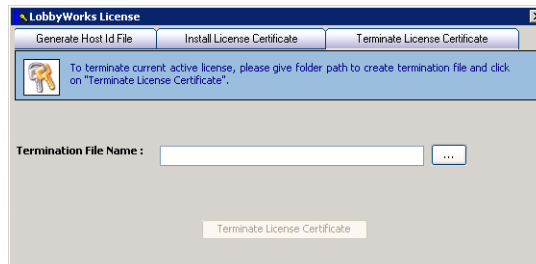 LobbyWorks License
Generate Host Id File
Install License Certificate
Terminate License Certificate
To terminate current active license, please give folder path to create termination file and click
on "Terminate License Certificate".
Termination File Name :
...
Terminate License Certificate